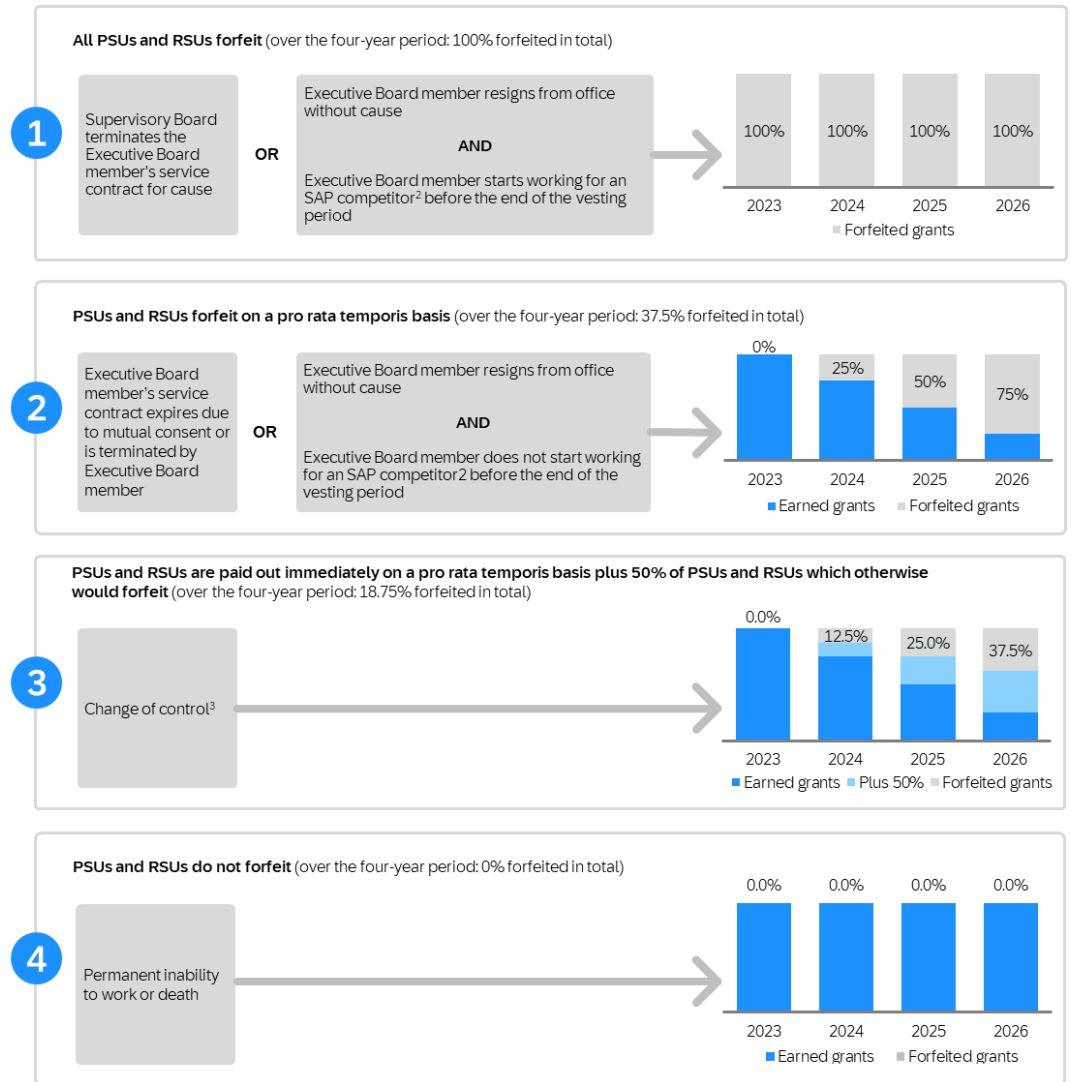 All PSUs and RSUs forfeit (over the four-year period: 100% forfeited in total)
1
Supervisory Board
terminates the
Executive Board
member's service
contract for cause
OR
Executive Board member resigns from office
without cause
AND
Executive Board member starts working for an
SAP competitor² before the end of the vesting
period
100% 100% 100% 100%
2023 2024 2025 2026
Forfeited grants
PSUs and RSUs forfeit on a pro rata temporis basis (over the four-year period: 37.5% forfeited in total)
2
Executive Board
member's service
contract expires due
to mutual consent or
is terminated by
Executive Board
member
OR
Executive Board member resigns from office
without cause
AND
Executive Board member does not start working
for an SAP competitor2 before the end of the
vesting period
0% 25% 50% 75%
2023 2024 2025 2026
Earned grants Forfeited grants
PSUs and RSUs are paid out immediately on a pro rata temporis basis plus 50% of PSUs and RSUs which otherwise
would forfeit (over the four-year period: 18.75% forfeited in total)
3
Change of control³
0.0% 12.5% 25.0% 37.5%
2023 2024 2025 2026
Earned grants Plus 50% Forfeited grants
PSUs and RSUs do not forfeit (over the four-year period: 0% forfeited in total)
4
Permanent inability
to work or death
0.0% 0.0% 0.0% 0.0%
2023 2024 2025 2026
Earned grants Forfeited grants